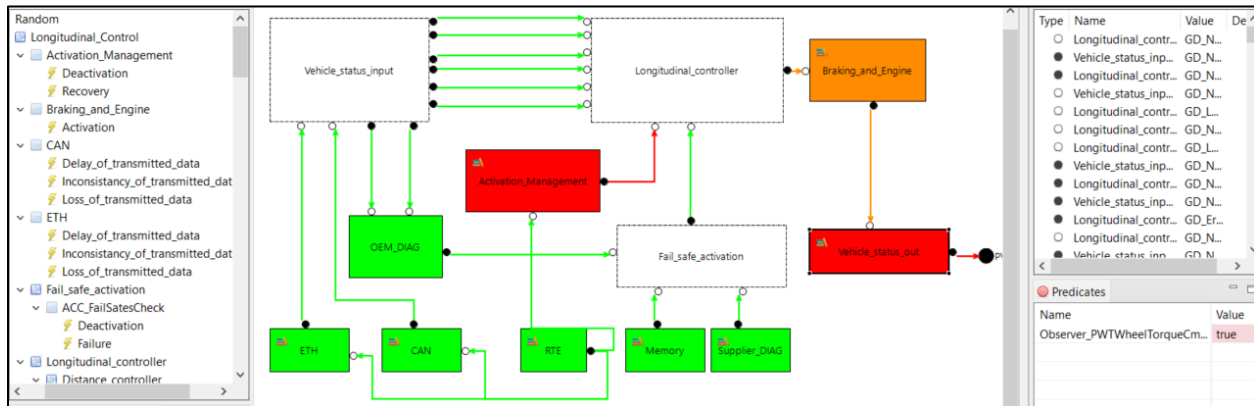 Random
Longitudinal_Control
Activation_Management
Deactivation
Recovery
Braking_and_Engine
Activation
CAN
Delay_of_transmitted_data
Inconsistancy_of_transmitted_dat
Loss_of_transmitted_data
ETH
Delay_of_transmitted_data
Inconsistancy_of_transmitted_dat
Loss_of_transmitted_data
Fail_safe_activation
ACC_FailSatesCheck
Deactivation
Failure
Longitudinal_controller
Distance_controller
Vehicle_status_input
Longitudinal_controller
Braking_and_Engine
Activation_Management
OEM_DIAG
Fail_safe_activation
Vehicle_status_out
ETH
CAN
RTE
Memory
Supplier_DIAG
Type Name Value De
Longitudinal_contr... GD_N...
Vehicle_status_inp... GD_N...
Longitudinal_contr... GD_N...
Vehicle_status_inp... GD_N...
Longitudinal_contr... GD_L...
Longitudinal_contr... GD_N...
Longitudinal_contr... GD_L...
Vehicle_status_inp... GD_N...
Longitudinal_contr... GD_N...
Vehicle_status_inp... GD_N...
Longitudinal_contr... GD_Er...
Longitudinal_contr... GD_N...
Vehicle_status_inp... GD_N...
Predicates
Name Value
Observer_PWTWheelTorqueCm... true